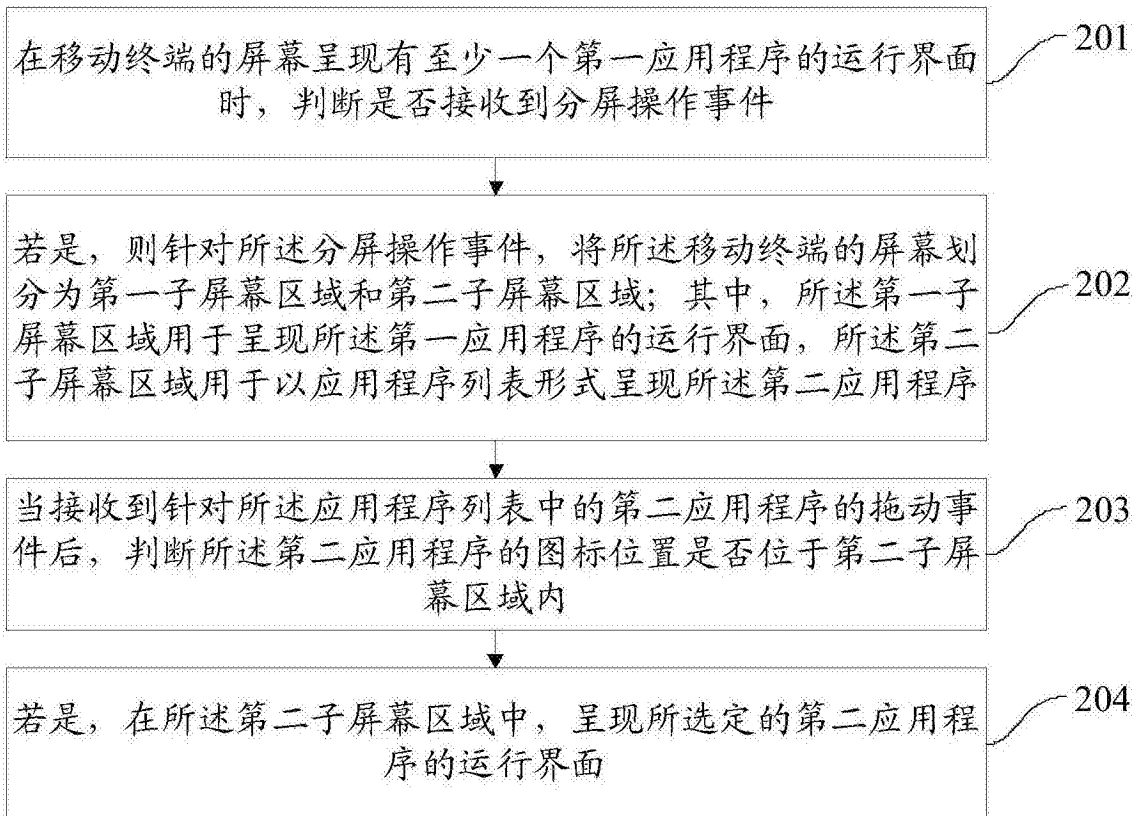 在移动终端的屏幕呈现有至少一个第一应用程序的运行界面
时，判断是否接收到分屏操作事件
201
若是，则针对所述分屏操作事件，将所述移动终端的屏幕划
分为第一子屏幕区域和第二子屏幕区域；其中，所述第一子
屏幕区域用于呈现所述第一应用程序的运行界面，所述第二
子屏幕区域用于以应用程序列表形式呈现所述第二应用程序
202
当接收到针对所述应用程序列表中的第二应用程序的拖动事
件后，判断所述第二应用程序的图标位置是否位于第二子屏
幕区域内
203
若是，在所述第二子屏幕区域中，呈现所选定的第二应用程
序的运行界面
204